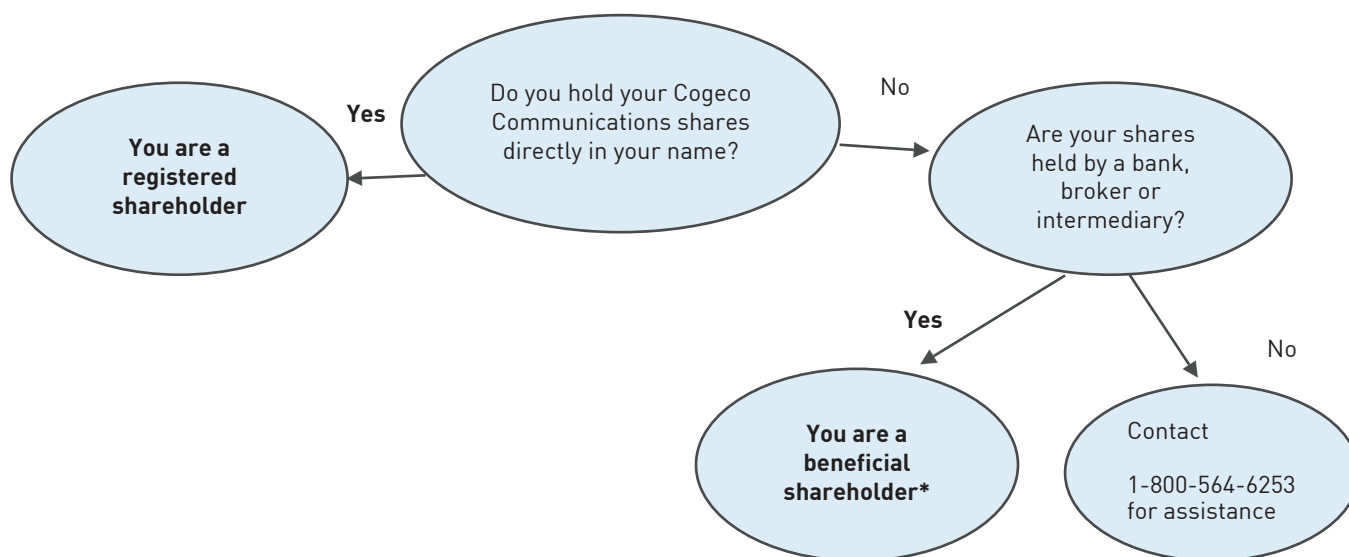 Do you hold your Cogeco
Communications shares
directly in your name?
Yes
No
You are a
registered
shareholder
Are your shares
held by a bank,
broker or
intermediary?
Yes
No
You are a
beneficial
shareholder*
Contact
1-800-564-6253
for assistance